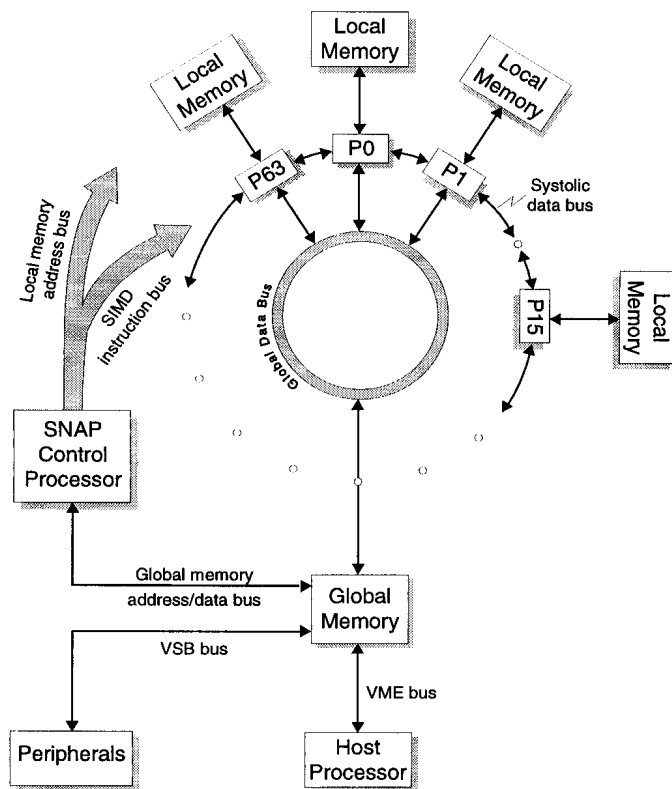 Local
Memory
Local
Memory
Local
Memory
P63
P0
P1
Systolic
data bus
Local memory
address bus
SIMD
instruction bus
Global Data Bus
P15
Local
Memory
SNAP
Control
Processor
Global memory
address/data bus
Global
Memory
VSB bus
VME bus
Peripherals
Host
Processor